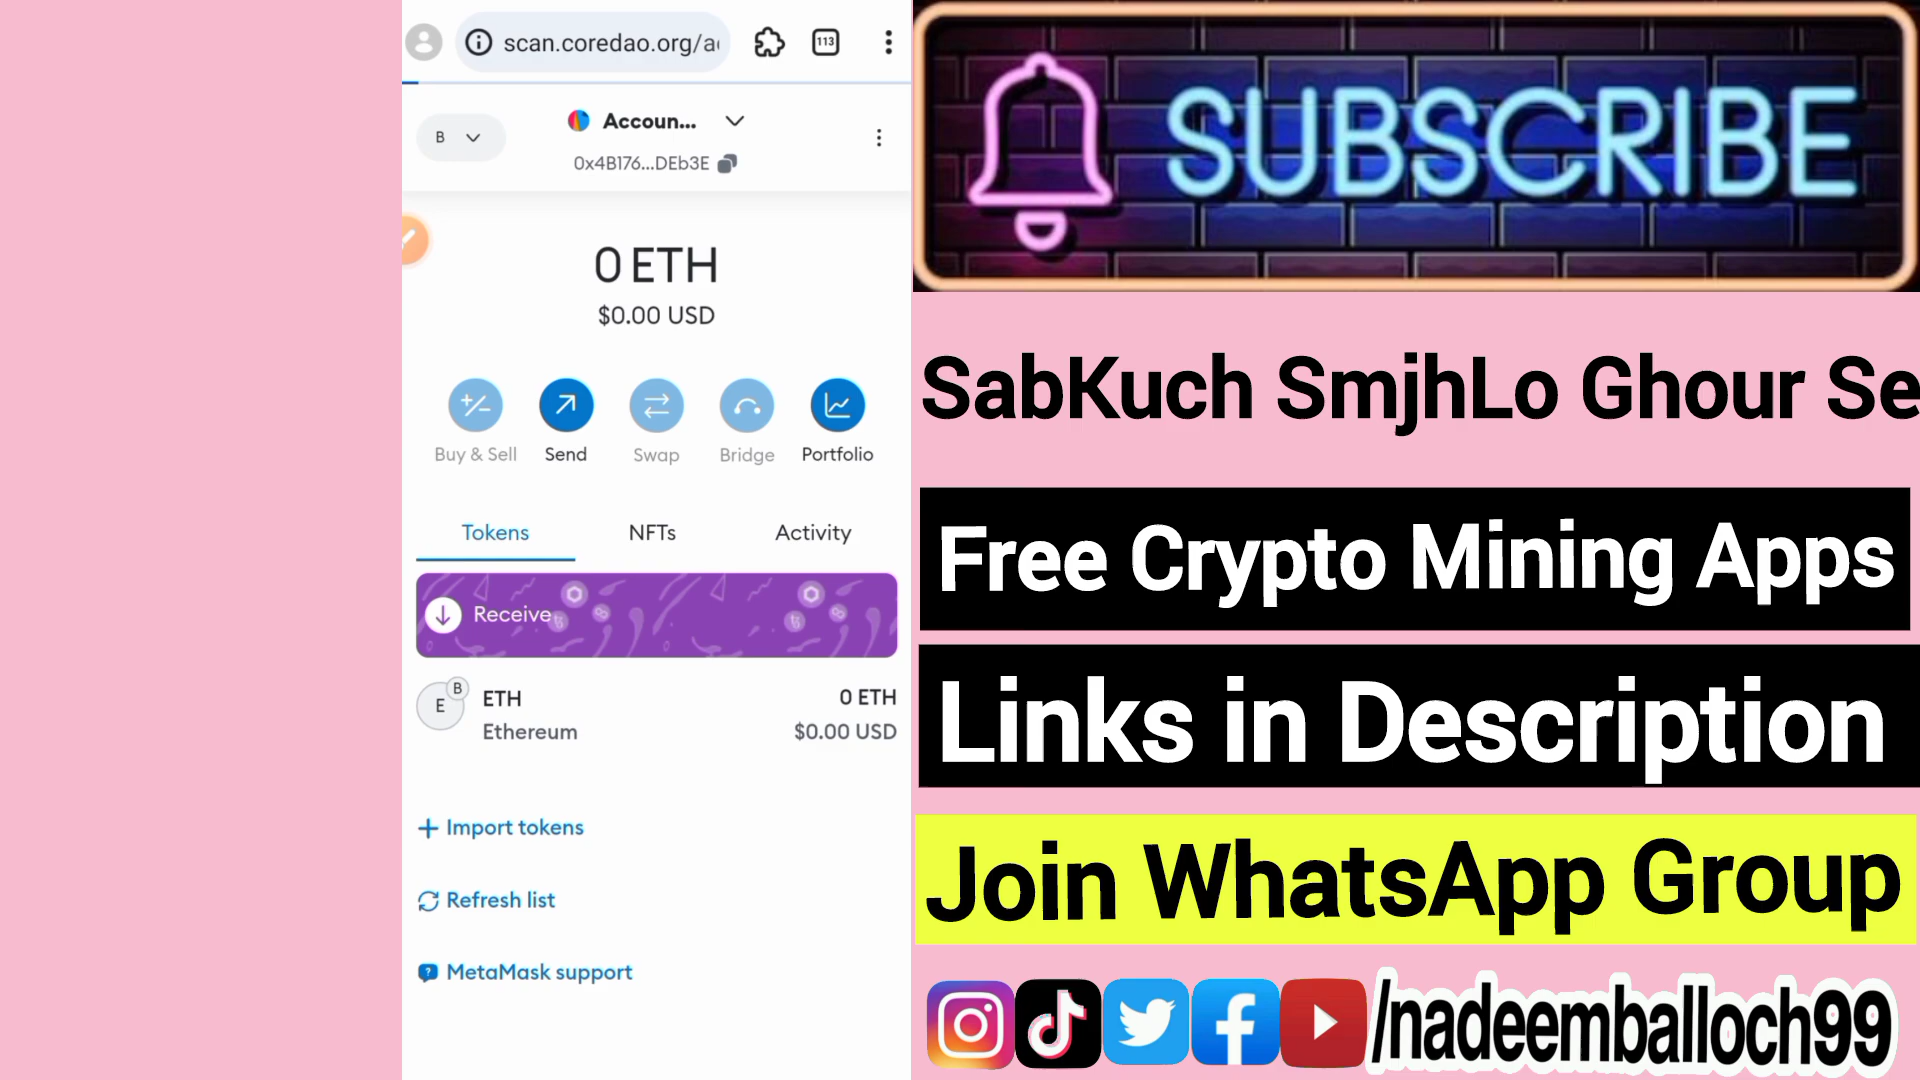 scan.coredao.org/a
113
B
Accoun...
0x4B176...DEb3E
0 ETH
$0.00 USD
Buy & Sell
Send
Swap
Bridge
Portfolio
Tokens
NFTs
Activity
Receive
E
B
ETH
0 ETH
Ethereum
$0.00 USD
Import tokens
Refresh list
MetaMask support
SUBSCRIBE
SabKuch SmjhLo Ghour Se
Free Crypto Mining Apps
Links in Description
Join WhatsApp Group
/nadeemballoch99